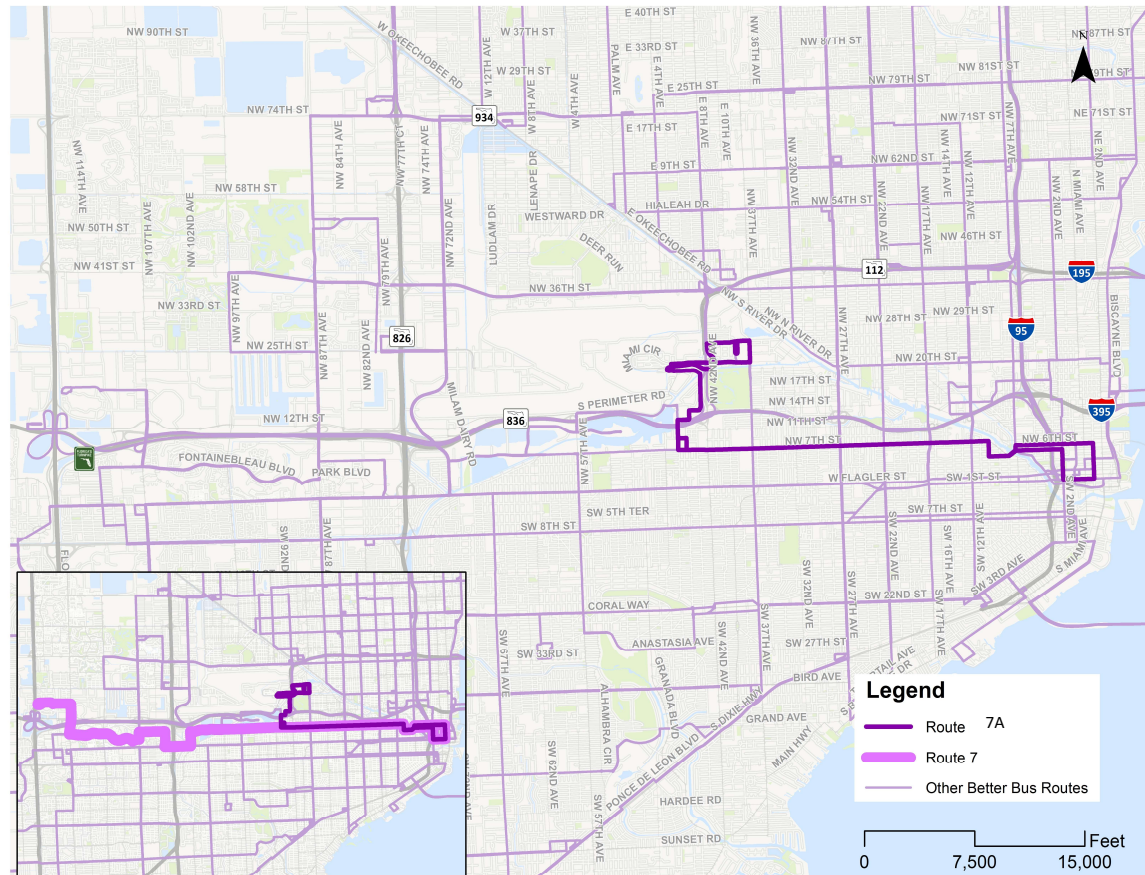 E 40TH ST
W OKEECHOBEE RD
W 37TH ST
NW 90TH ST
E 33RD ST
NW 87TH ST
N
W 12TH AVE
PALM AVE
E 4TH AVE
NW 36TH AVE
W 29TH ST
NW 81ST ST
NW 79TH ST
W 8TH AVE
W 4TH AVE
E 25TH ST
E 8TH AVE
E 10TH AVE
NW 74TH ST
934
NW 7TH AVE
NE 71ST ST
NW 71ST ST
E 17TH ST
NW 114TH AVE
NW 84TH AVE
NW 77TH CT
NW 74TH AVE
LENAPE DR
NW 32ND AVE
NW 14TH AVE
NW 12TH AVE
NE 2ND AVE
NW 62ND ST
E 9TH ST
NW 58TH ST
NW 107TH AVE
NW 102ND AVE
HIALEAH DR
NW 54TH ST
NW 22ND AVE
NW 17TH AVE
NW 2ND AVE
N MIAMI AVE
NW 50TH ST
NW 72ND AVE
LUDLAM DR
WESTWARD DR
E OKEECHOBEE RD
NW 37TH AVE
NW 46TH ST
DEER RUN
NW 41ST ST
NW 79TH AVE
112
195
NW 36TH ST
NW 97TH AVE
NW 33RD ST
NW S RIVER DR
NW N RIVER DR
NW 27TH AVE
NW 28TH ST
NW 29TH ST
BISCAYNE BLVD
95
826
NW 25TH ST
NW 87TH AVE
NW 82ND AVE
NW 42ND AVE
NW 20TH ST
NW 17TH ST
MILAM DAIRY RD
S PERIMETER RD
NW 14TH ST
395
NW 12TH ST
836
NW 11TH ST
NW 57TH AVE
NW 7TH ST
NW 6TH ST
FONTAINEBLEAU BLVD
PARK BLVD
W FLAGLER ST
SW 1ST ST
SW 5TH TER
SW 7TH ST
SW 8TH ST
SW 2ND AVE
SW 22ND AVE
SW 16TH AVE
SW 12TH AVE
S MIAMI AVE
SW 3RD AVE
SW 32ND AVE
SW 27TH AVE
SW 17TH AVE
SW 22ND ST
CORAL WAY
SW 57TH AVE
SW 33RD ST
ANASTASIA AVE
SW 42ND AVE
SW 37TH AVE
SW 27TH ST
BIRD AVE
ALHAMBRA CIR
GRANADA BLVD
S DIXIE HWY
GRAND AVE
MAIN HWY
PONCE DE LEON BLVD
SW 62ND AVE
SW 57TH AVE
HARDEE RD
SUNSET RD
Legend
Route 7A
Route 7
Other Better Bus Routes
Feet
0 7,500 15,000